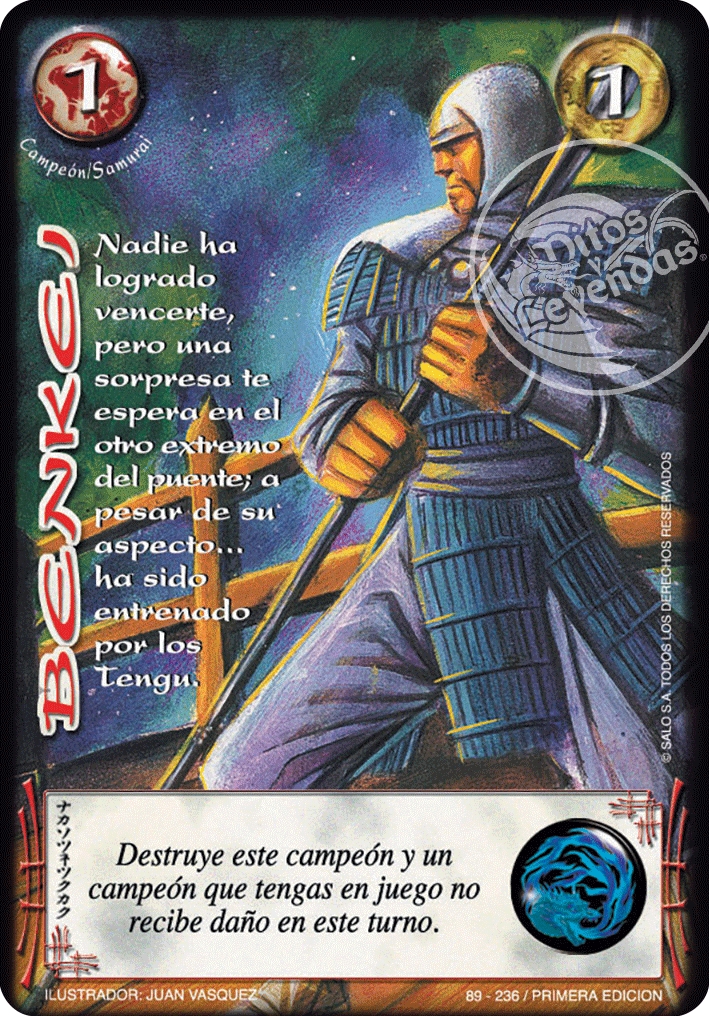 1
1
Campeón/Samurai
Mitos
y
Leyendas®
BENKEI
Nadie ha
logrado
vencerte,
pero una
sorpresa te
espera en el
otro extremo
del puente; a
pesar de su
aspecto...
ha sido
entrenado
por los
Tengu.
© SALO S.A. TODOS LOS DERECHOS RESERVADOS
ナカソツネツクカク
Destruye este campeón y un
campeón que tengas en juego no
recibe daño en este turno.
ILUSTRADOR: JUAN VASQUEZ
89 - 236 / PRIMERA EDICION